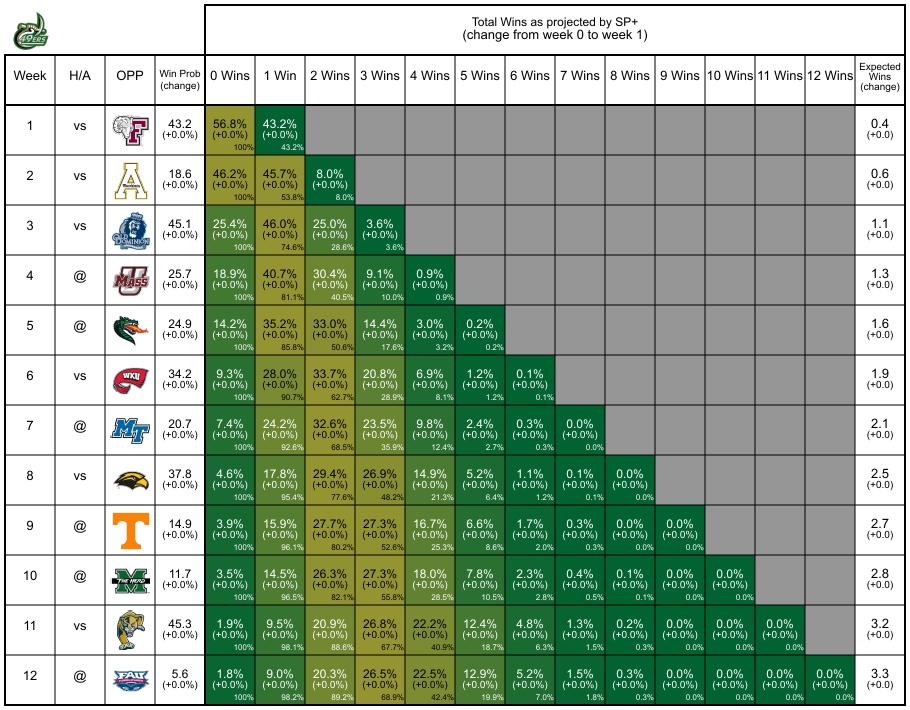 49ERS
Total Wins as projected by SP+
(change from week 0 to week 1)
Week H/A OPP Win Prob (change) 0 Wins 1 Win 2 Wins 3 Wins 4 Wins 5 Wins 6 Wins 7 Wins 8 Wins 9 Wins 10 Wins 11 Wins 12 Wins Expected Wins (change)
1 vs F 43.2 56.8% 43.2% 0.4
(+0.0%) (+0.0%) (+0.0%) (+0.0)
100% 43.2%
2 vs A 18.6 46.2% 45.7% 8.0% 0.6
(+0.0%) (+0.0%) (+0.0%) (+0.0%) (+0.0)
100% 53.8% 8.0%
3 vs OLD DOMINION 45.1 25.4% 46.0% 25.0% 3.6% 1.1
(+0.0%) (+0.0%) (+0.0%) (+0.0%) (+0.0%) (+0.0)
100% 74.6% 28.6% 3.6%
4 @ U MASS 25.7 18.9% 40.7% 30.4% 9.1% 0.9% 1.3
(+0.0%) (+0.0%) (+0.0%) (+0.0%) (+0.0%) (+0.0%) (+0.0)
100% 81.1% 40.5% 10.0% 0.9%
5 @ 24.9 14.2% 35.2% 33.0% 14.4% 3.0% 0.2% 1.6
(+0.0%) (+0.0%) (+0.0%) (+0.0%) (+0.0%) (+0.0%) (+0.0%) (+0.0)
100% 85.8% 50.6% 17.6% 3.2% 0.2%
6 vs WKU 34.2 9.3% 28.0% 33.7% 20.8% 6.9% 1.2% 0.1% 1.9
(+0.0%) (+0.0%) (+0.0%) (+0.0%) (+0.0%) (+0.0%) (+0.0%) (+0.0%) (+0.0)
100% 90.7% 62.7% 28.9% 8.1% 1.2% 0.1%
7 @ MT 20.7 7.4% 24.2% 32.6% 23.5% 9.8% 2.4% 0.3% 0.0% 2.1
(+0.0%) (+0.0%) (+0.0%) (+0.0%) (+0.0%) (+0.0%) (+0.0%) (+0.0%) (+0.0%) (+0.0)
100% 92.6% 68.5% 35.9% 12.4% 2.7% 0.3% 0.0%
8 vs 37.8 4.6% 17.8% 29.4% 26.9% 14.9% 5.2% 1.1% 0.1% 0.0% 2.5
(+0.0%) (+0.0%) (+0.0%) (+0.0%) (+0.0%) (+0.0%) (+0.0%) (+0.0%) (+0.0%) (+0.0%) (+0.0)
100% 95.4% 77.6% 48.2% 21.3% 6.4% 1.2% 0.1% 0.0%
9 @ T 14.9 3.9% 15.9% 27.7% 27.3% 16.7% 6.6% 1.7% 0.3% 0.0% 0.0% 2.7
(+0.0%) (+0.0%) (+0.0%) (+0.0%) (+0.0%) (+0.0%) (+0.0%) (+0.0%) (+0.0%) (+0.0%) (+0.0%) (+0.0)
100% 96.1% 80.2% 52.6% 25.3% 8.6% 2.0% 0.3% 0.0% 0.0%
10 @ M THE HERD 11.7 3.5% 14.5% 26.3% 27.3% 18.0% 7.8% 2.3% 0.4% 0.1% 0.0% 0.0% 2.8
(+0.0%) (+0.0%) (+0.0%) (+0.0%) (+0.0%) (+0.0%) (+0.0%) (+0.0%) (+0.0%) (+0.0%) (+0.0%) (+0.0%) (+0.0)
100% 96.5% 82.1% 55.8% 28.5% 10.5% 2.8% 0.5% 0.1% 0.0% 0.0%
11 vs 45.3 1.9% 9.5% 20.9% 26.8% 22.2% 12.4% 4.8% 1.3% 0.2% 0.0% 0.0% 0.0% 3.2
(+0.0%) (+0.0%) (+0.0%) (+0.0%) (+0.0%) (+0.0%) (+0.0%) (+0.0%) (+0.0%) (+0.0%) (+0.0%) (+0.0%) (+0.0%) (+0.0)
100% 98.1% 88.6% 67.7% 40.9% 18.7% 6.3% 1.5% 0.3% 0.0% 0.0% 0.0%
12 @ FAU 5.6 1.8% 9.0% 20.3% 26.5% 22.5% 12.9% 5.2% 1.5% 0.3% 0.0% 0.0% 0.0% 0.0% 3.3
(+0.0%) (+0.0%) (+0.0%) (+0.0%) (+0.0%) (+0.0%) (+0.0%) (+0.0%) (+0.0%) (+0.0%) (+0.0%) (+0.0%) (+0.0%) (+0.0%) (+0.0)
100% 98.2% 89.2% 68.9% 42.4% 19.9% 7.0% 1.8% 0.3% 0.0% 0.0% 0.0% 0.0%